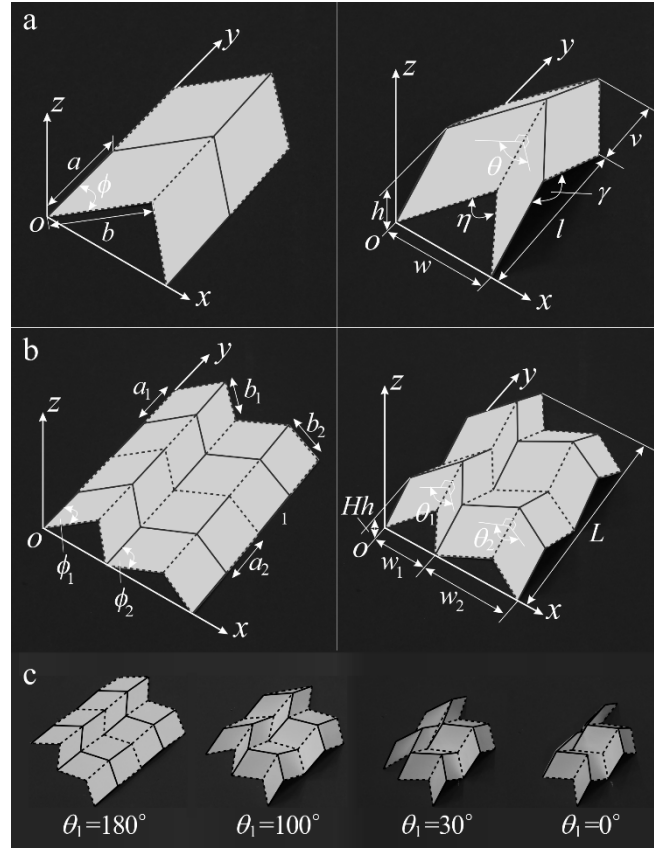 a
z
y
a
ϕ
o
b
x
z
y
θ
v
h
η
γ
o
l
w
x
b
z
y
a₁
b₁
b₂
o
ϕ₁
ϕ₂
1
a₂
x
z
y
Hh
θ₁
θ₂
L
o
w₁
w₂
x
c
θ₁=180°
θ₁=100°
θ₁=30°
θ₁=0°